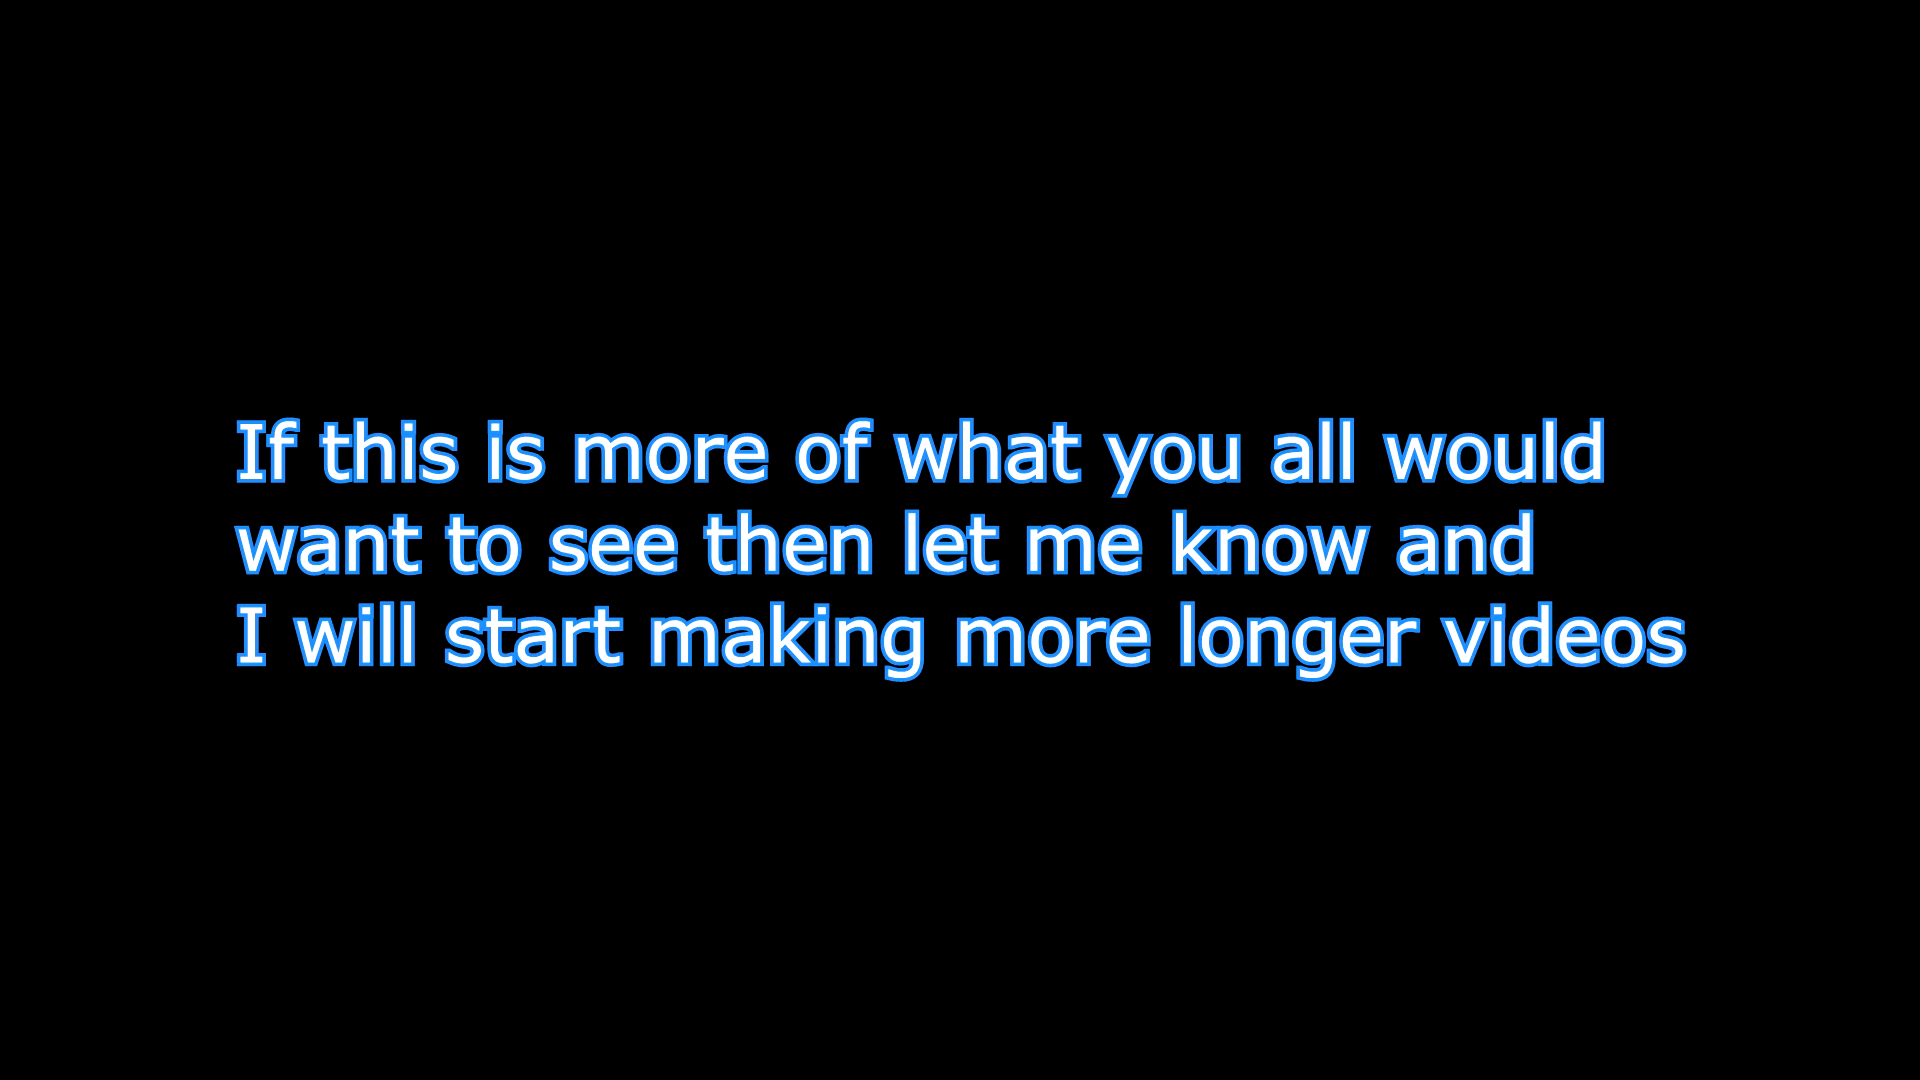 If this is more of what you all would
want to see then let me know and
I will start making more longer videos